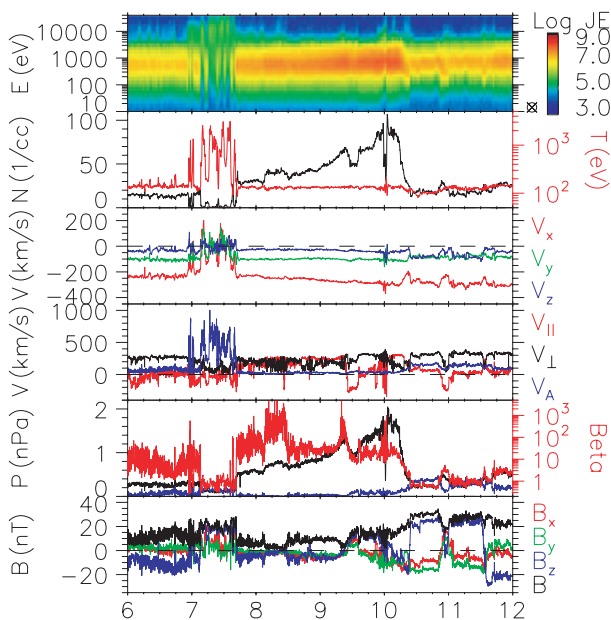 Log JE
10000
1000
100
10
E (eV)
9.0
7.0
5.0
3.0
100
50
0
N (1/cc)
10³
10²
T (eV)
200
0
−200
−400
V (km/s)
Vx
Vy
Vz
1000
500
0
V (km/s)
V||
V⊥
VA
2
1
0
P (nPa)
10³
10²
10
1
Beta
40
20
0
−20
B (nT)
Bx
By
Bz
B
6 7 8 9 10 11 12